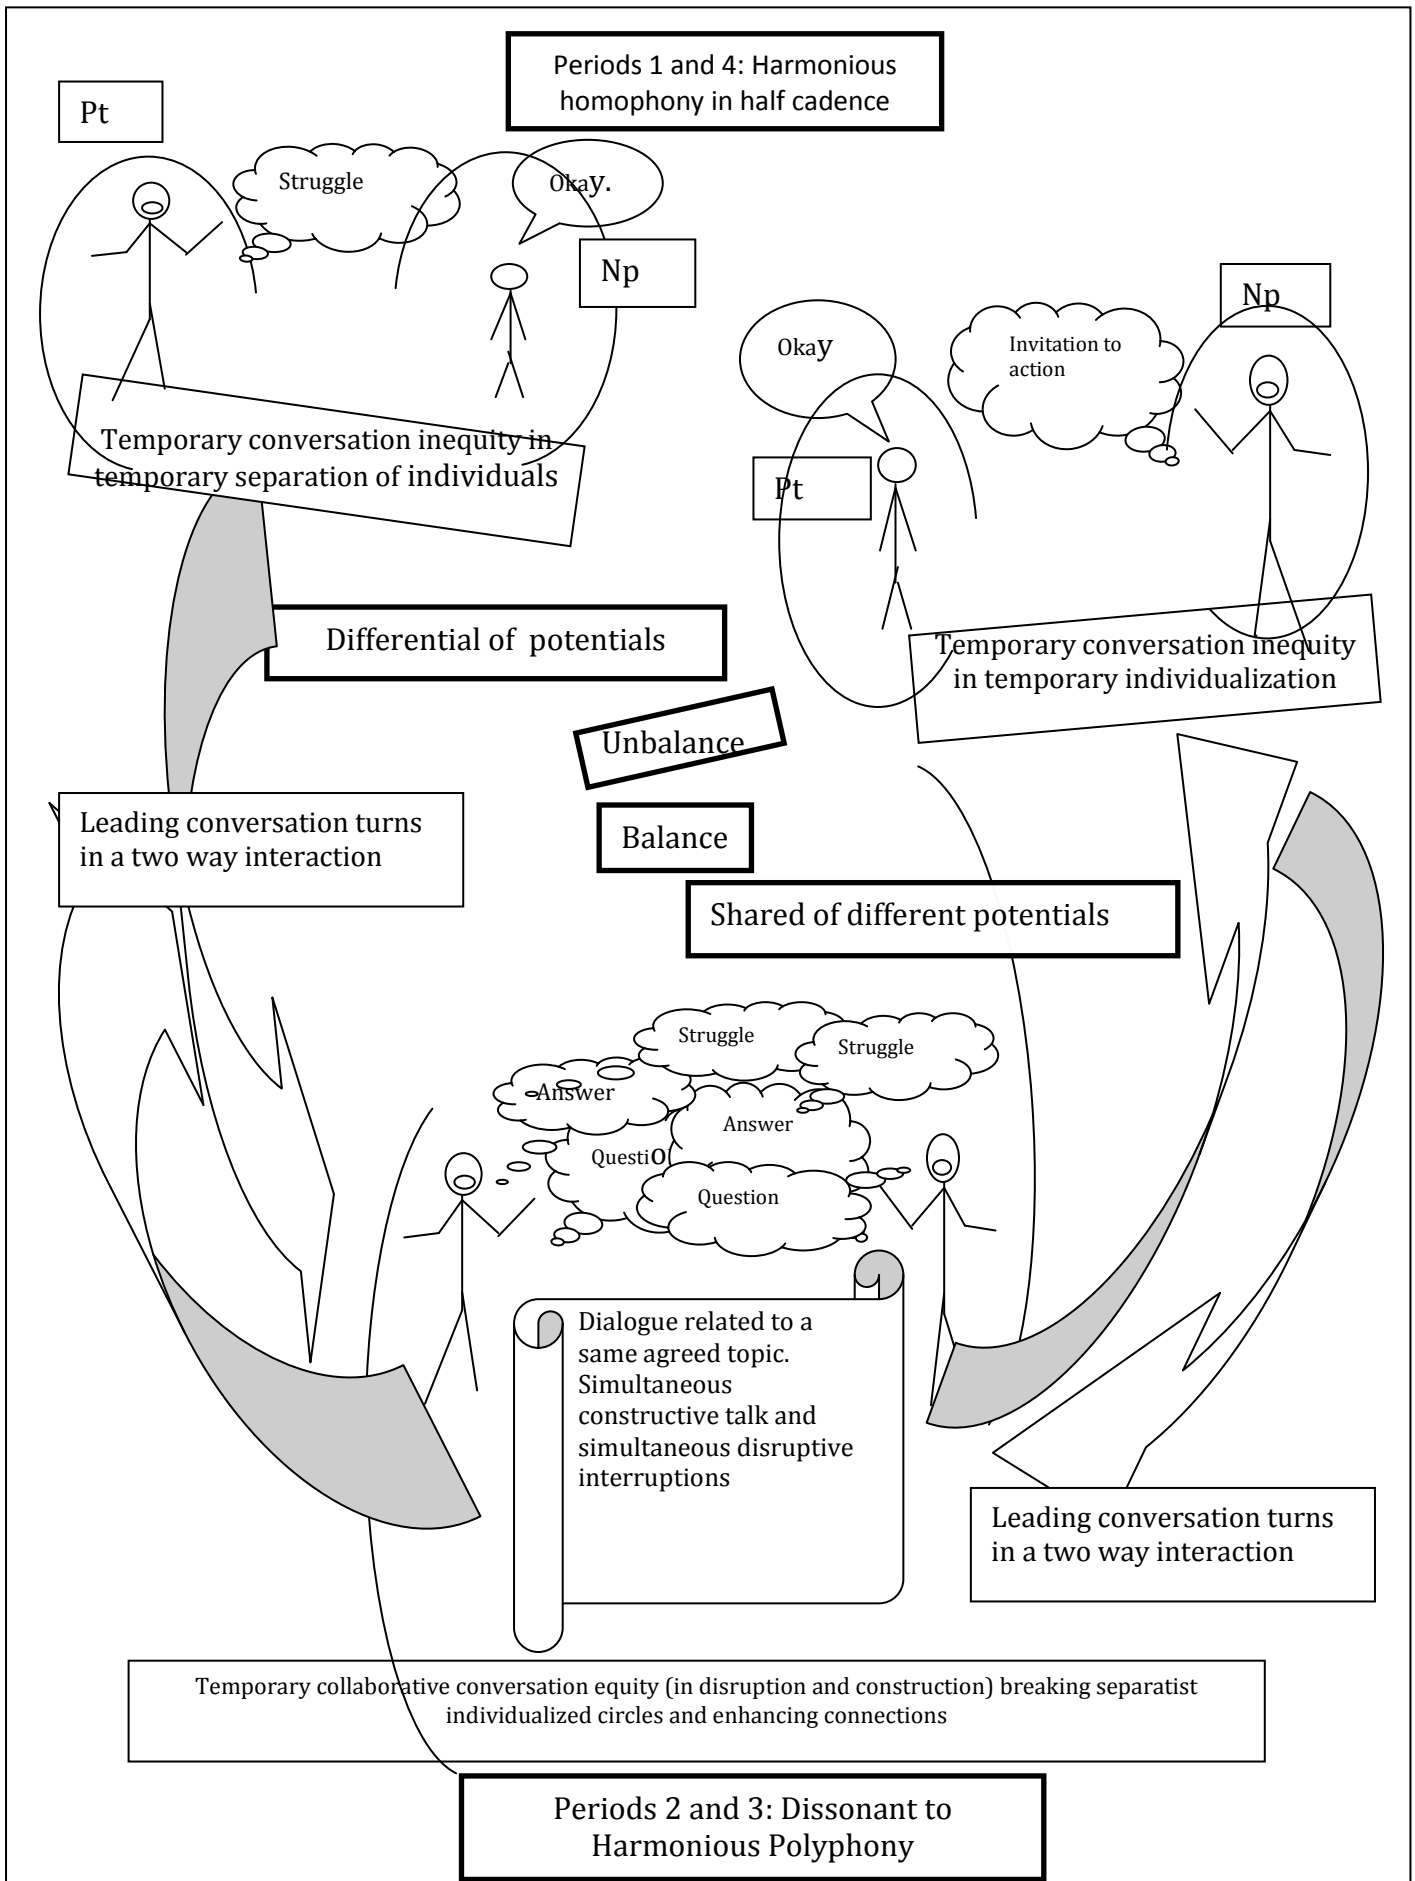 Periods 1 and 4: Harmonious
homophony in half cadence
Pt
Struggle
Okay.
Np
Np
Okay
Invitation to
action
Pt
Temporary conversation inequity in
temporary separation of individuals
Differential of potentials
Temporary conversation inequity
in temporary individualization
Unbalance
Leading conversation turns
in a two way interaction
Balance
Shared of different potentials
Struggle
Struggle
Answer
Answer
Questio
Question
Dialogue related to a
same agreed topic.
Simultaneous
constructive talk and
simultaneous disruptive
interruptions
Leading conversation turns
in a two way interaction
Temporary collaborative conversation equity (in disruption and construction) breaking separatist
individualized circles and enhancing connections
Periods 2 and 3: Dissonant to
Harmonious Polyphony